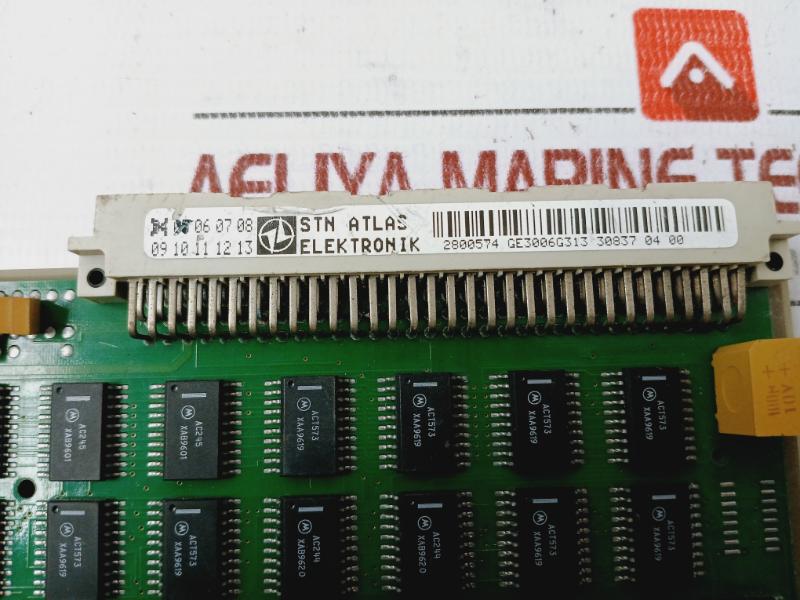 AELIYA MARINE TEC
06 07 08
09 10 11 12 13
STN ATLAS
ELEKTRONIK
2800574 GE3006G313 30837 04 00
AC245
XAB9601
AC245
XAB9601
ACT573
XAA9619
ACT573
XAA9619
ACT573
XAA9619
ACT573
XAA9619
ACT573
XAA9619
ACT573
XAA9619
AC244
XAB9620
AC244
XAB9620
ACT573
XAA9619
ACT573
XAA9619